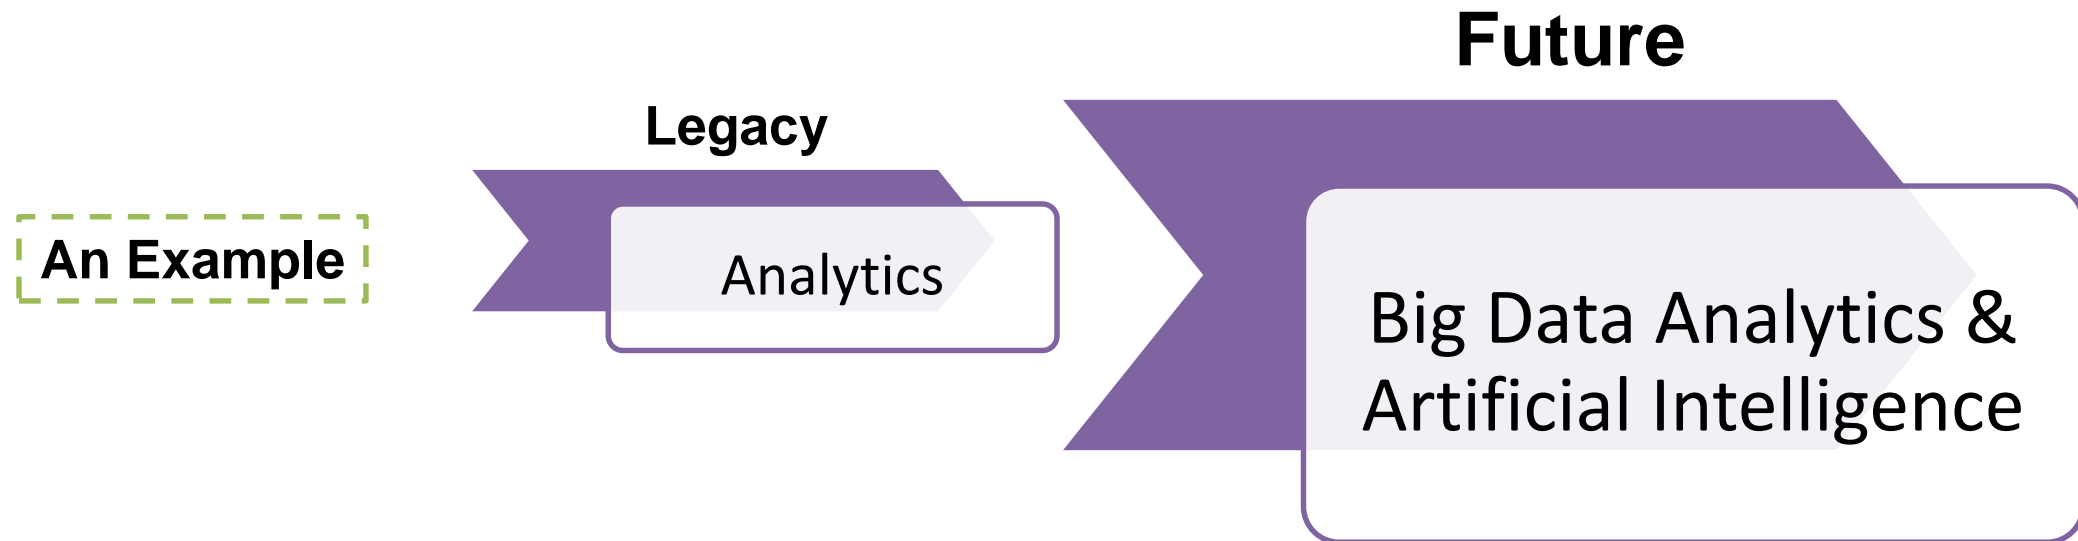 Future
Legacy
An Example
Analytics
Big Data Analytics &
Artificial Intelligence